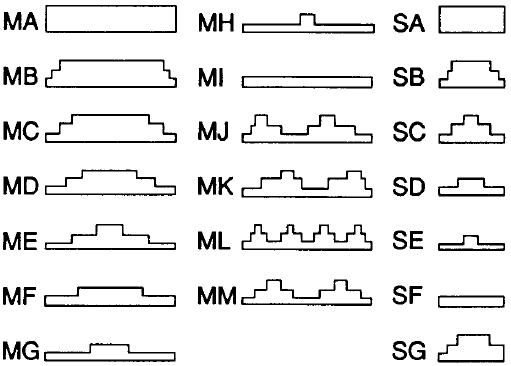 MA MH SA
MB MI SB
MC MJ SC
MD MK SD
ME ML SE
MF MM SF
MG SG